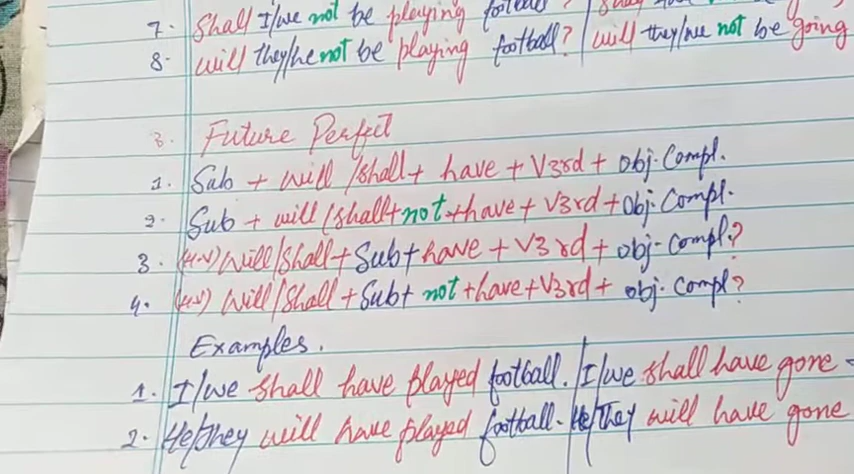 7. Shall I/we not be playing football?
8. will they/he not be playing football? | will they/we not be going
3. Future Perfect
1. Sub + will /shall + have + V3rd + obj. Compl.
2. Sub + will (shall + not + have + V3rd + Obj. Compl.
3. (H.V) Will/Shall + Sub + have + V3rd + obj. compl.?
4. (H.V) Will/Shall + Sub + not + have + V3rd + obj. compl?
Examples.
1. I/we shall have played football. | I/we shall have gone
2. He/they will have played football. | He/They will have gone